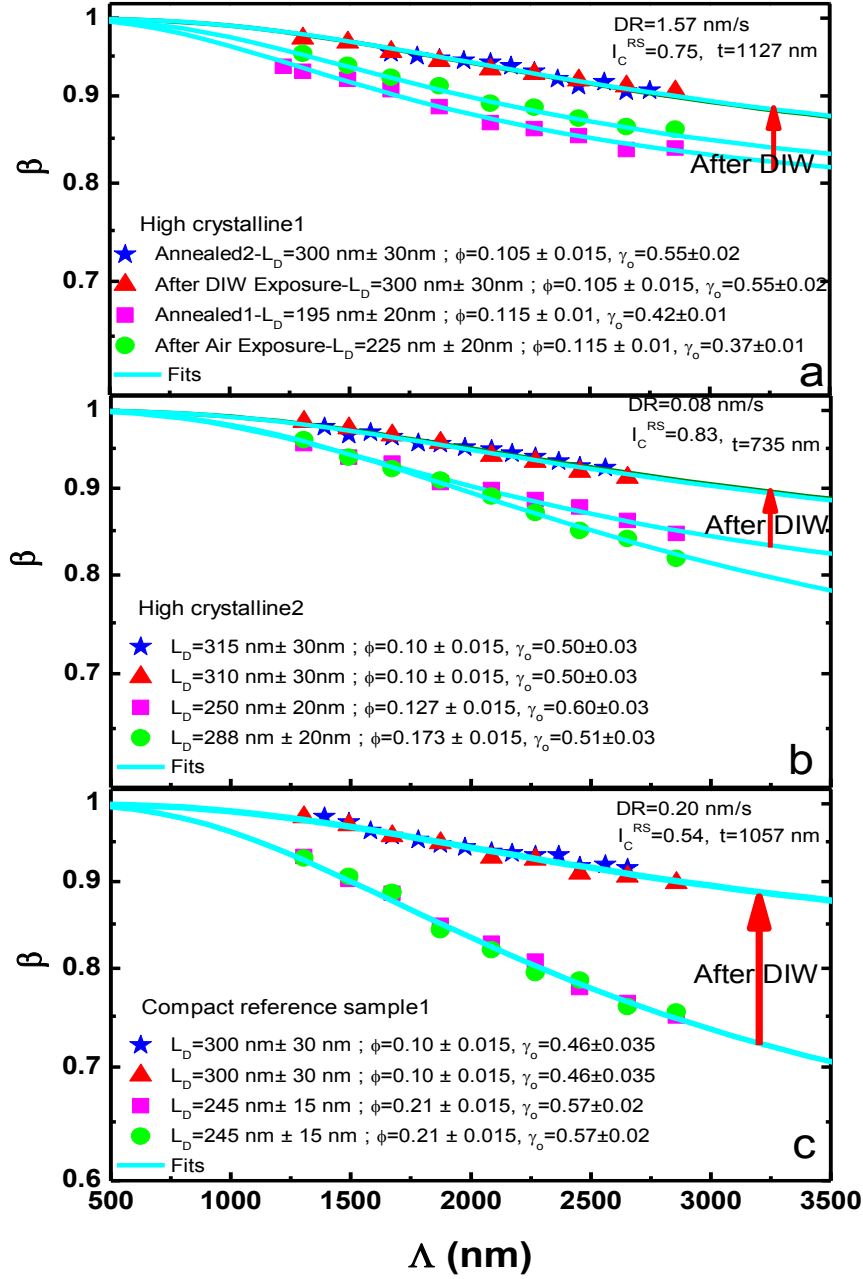 1
DR=1.57 nm/s
I_C^RS=0.75, t=1127 nm
0.9
After DIW
0.8
β
High crystalline1
Annealed2-L_D=300 nm± 30nm ; ϕ=0.105 ± 0.015, γ_o=0.55±0.02
0.7
After DIW Exposure-L_D=300 nm± 30nm ; ϕ=0.105 ± 0.015, γ_o=0.55±0.02
Annealed1-L_D=195 nm± 20nm ; ϕ=0.115 ± 0.01, γ_o=0.42±0.01
After Air Exposure-L_D=225 nm ± 20nm ; ϕ=0.115 ± 0.01, γ_o=0.37±0.01
Fits
a
1
DR=0.08 nm/s
I_C^RS=0.83, t=735 nm
0.9
After DIW
β
0.8
High crystalline2
L_D=315 nm± 30nm ; ϕ=0.10 ± 0.015, γ_o=0.50±0.03
0.7
L_D=310 nm± 30nm ; ϕ=0.10 ± 0.015, γ_o=0.50±0.03
L_D=250 nm± 20nm ; ϕ=0.127 ± 0.015, γ_o=0.60±0.03
L_D=288 nm ± 20nm ; ϕ=0.173 ± 0.015, γ_o=0.51±0.03
Fits
b
1
DR=0.20 nm/s
I_C^RS=0.54, t=1057 nm
0.9
β
After DIW
0.8
Compact reference sample1
L_D=300 nm± 30 nm ; ϕ=0.10 ± 0.015, γ_o=0.46±0.035
0.7
L_D=300 nm± 30 nm ; ϕ=0.10 ± 0.015, γ_o=0.46±0.035
L_D=245 nm± 15 nm ; ϕ=0.21 ± 0.015, γ_o=0.57±0.02
L_D=245 nm ± 15 nm ; ϕ=0.21 ± 0.015, γ_o=0.57±0.02
Fits
c
0.6
500 1000 1500 2000 2500 3000 3500
Λ (nm)